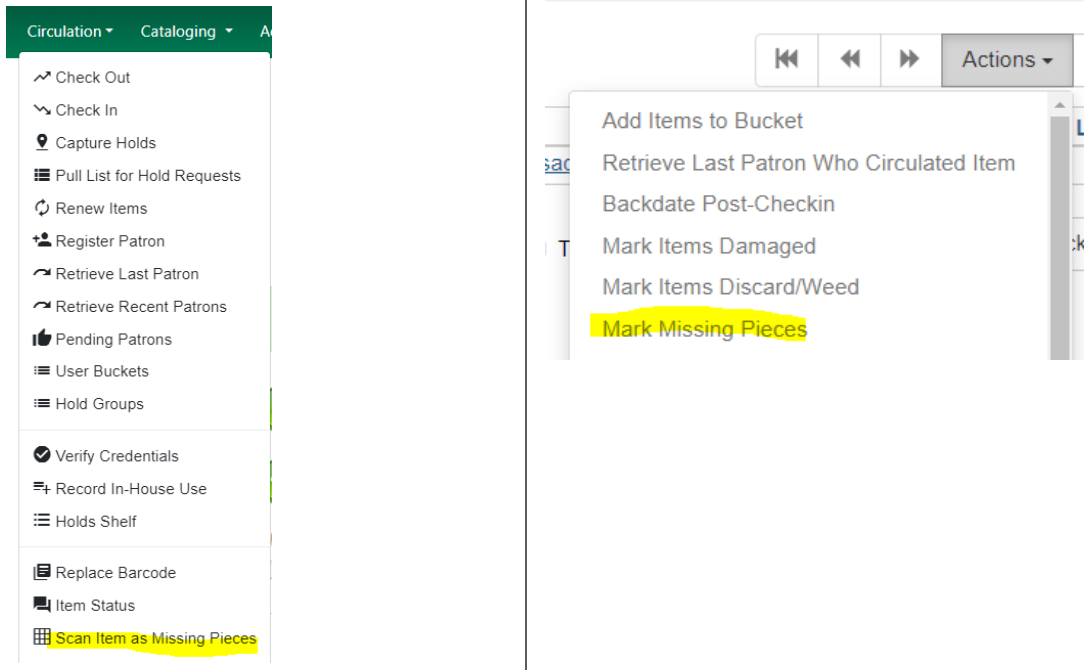 Circulation Cataloging
Check Out
Check In
Capture Holds
Pull List for Hold Requests
Renew Items
Register Patron
Retrieve Last Patron
Retrieve Recent Patrons
Pending Patrons
User Buckets
Hold Groups
Verify Credentials
Record In-House Use
Holds Shelf
Replace Barcode
Item Status
Scan Item as Missing Pieces
Actions
Add Items to Bucket
Retrieve Last Patron Who Circulated Item
Backdate Post-Checkin
Mark Items Damaged
Mark Items Discard/Weed
Mark Missing Pieces